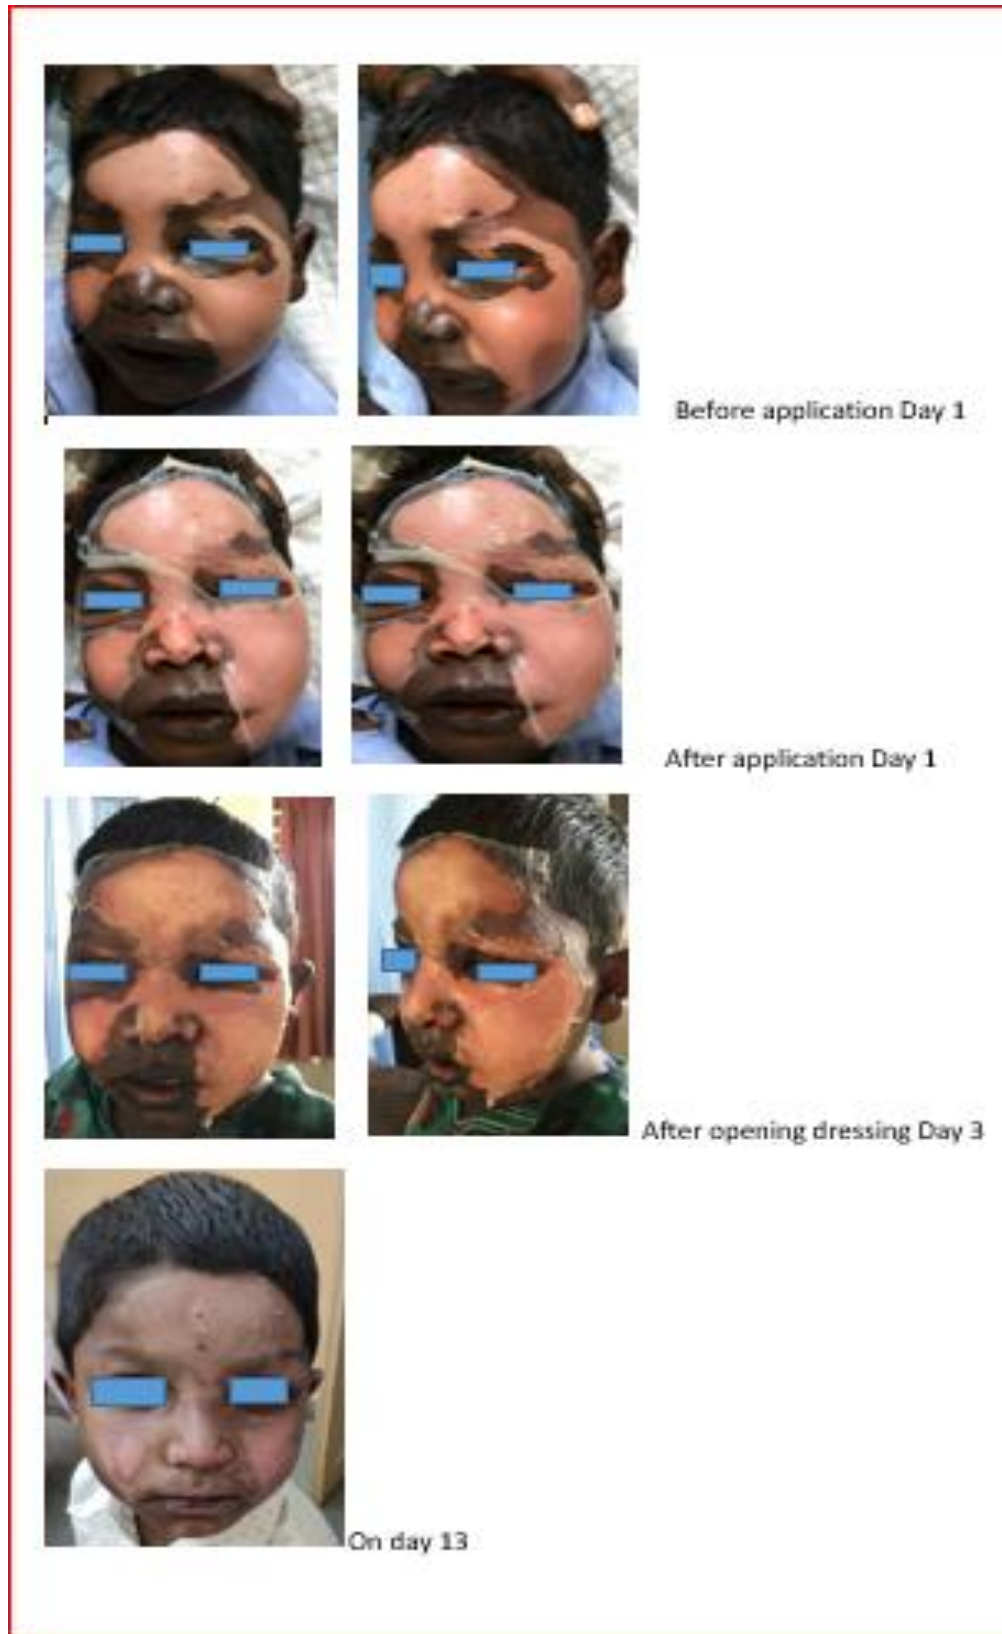 Before application Day 1
After application Day 1
After opening dressing Day 3
On day 13